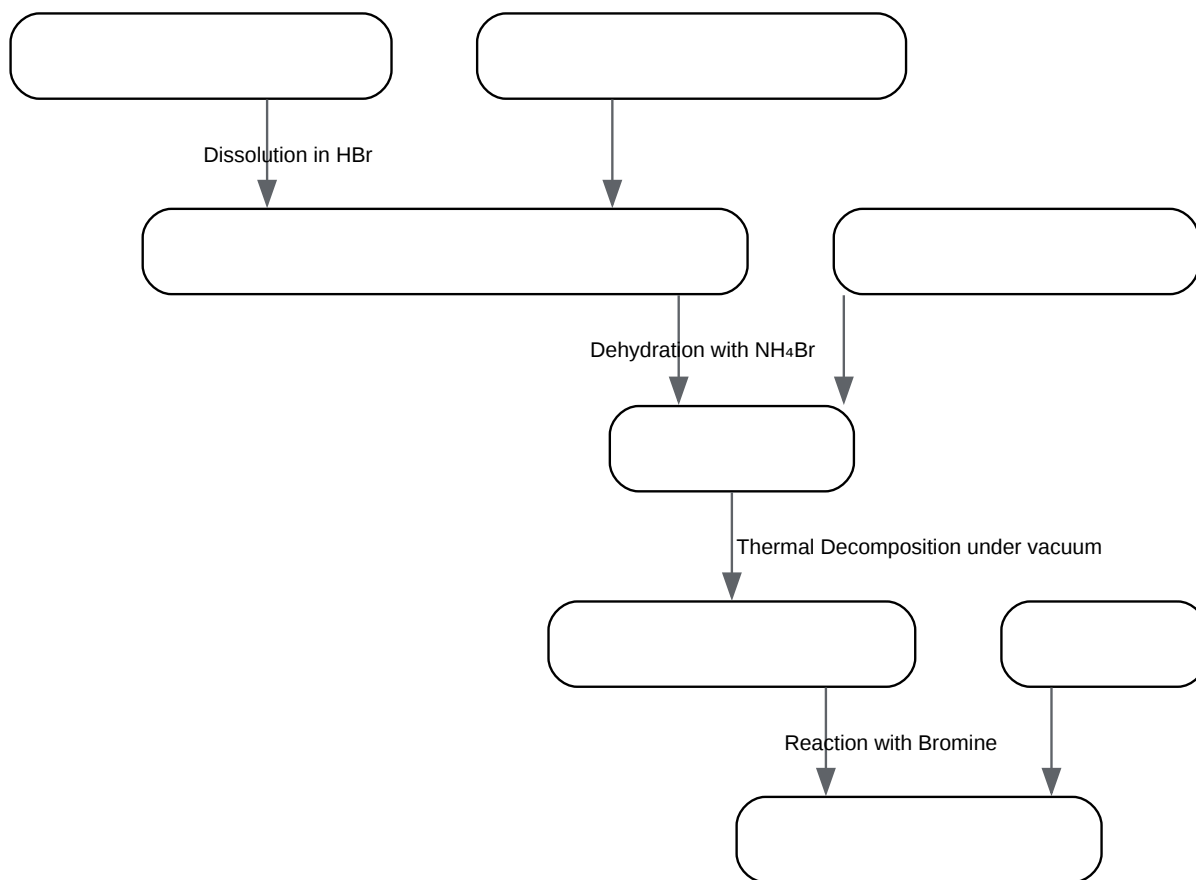 Dissolution in HBr
Dehydration with NH₄Br
Thermal Decomposition under vacuum
Reaction with Bromine